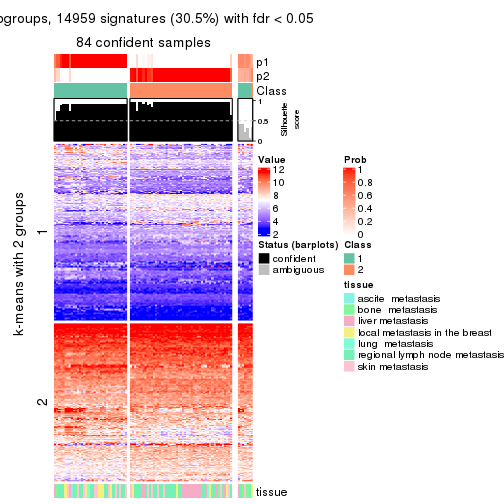 ogroups, 14959 signatures (30.5%) with fdr < 0.05
84 confident samples
p1
p2
Class
1
0.5
0
Silhouette
score
k-means with 2 groups
1
2
Value
12
10
8
6
4
2
Prob
1
0.8
0.6
0.4
0.2
0
Status (barplots)
confident
ambiguous
Class
1
2
tissue
ascite metastasis
bone metastasis
liver metastasis
local metastasis in the breast
lung metastasis
regional lymph node metastasis
skin metastasis
tissue